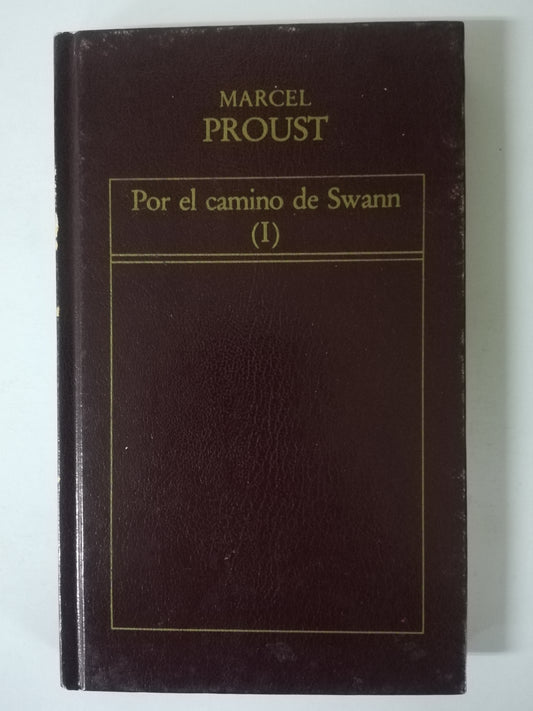 MARCEL
PROUST
Por el camino de Swann
(I)